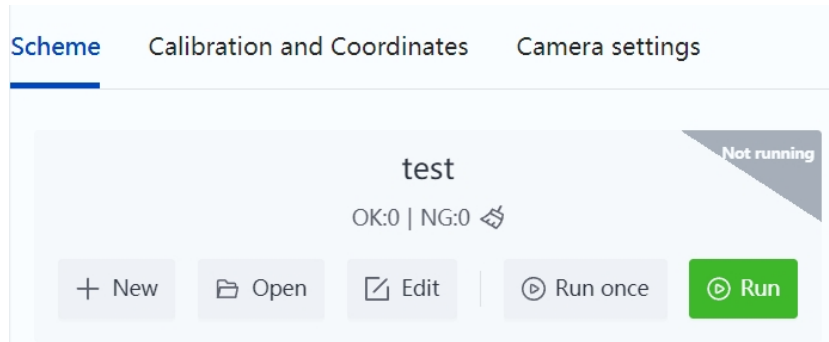 Scheme Calibration and Coordinates Camera settings
Not running
test
OK:0 | NG:0
New Open Edit Run once Run